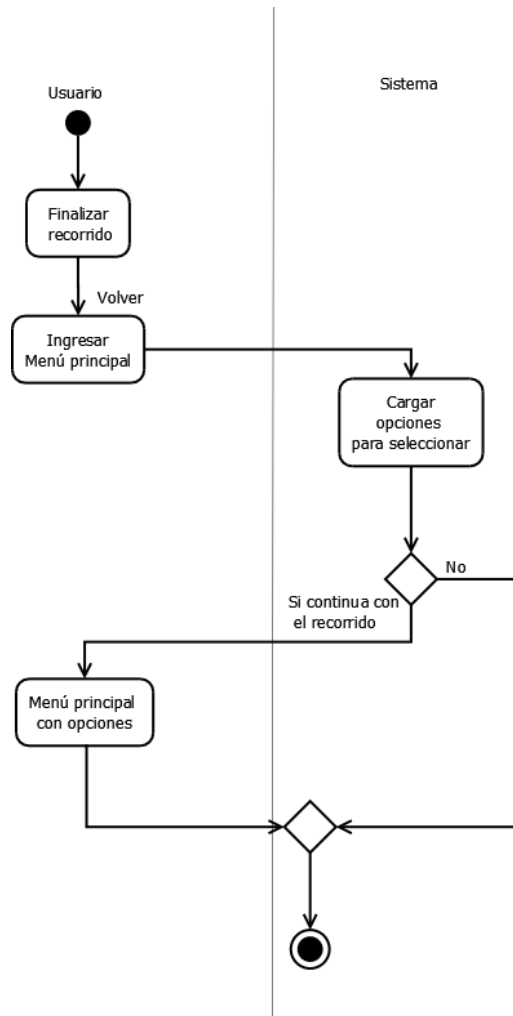 Usuario
Sistema
Finalizar
recorrido
Volver
Ingresar
Menú principal
Cargar
opciones
para seleccionar
No
Si continua con
el recorrido
Menú principal
con opciones